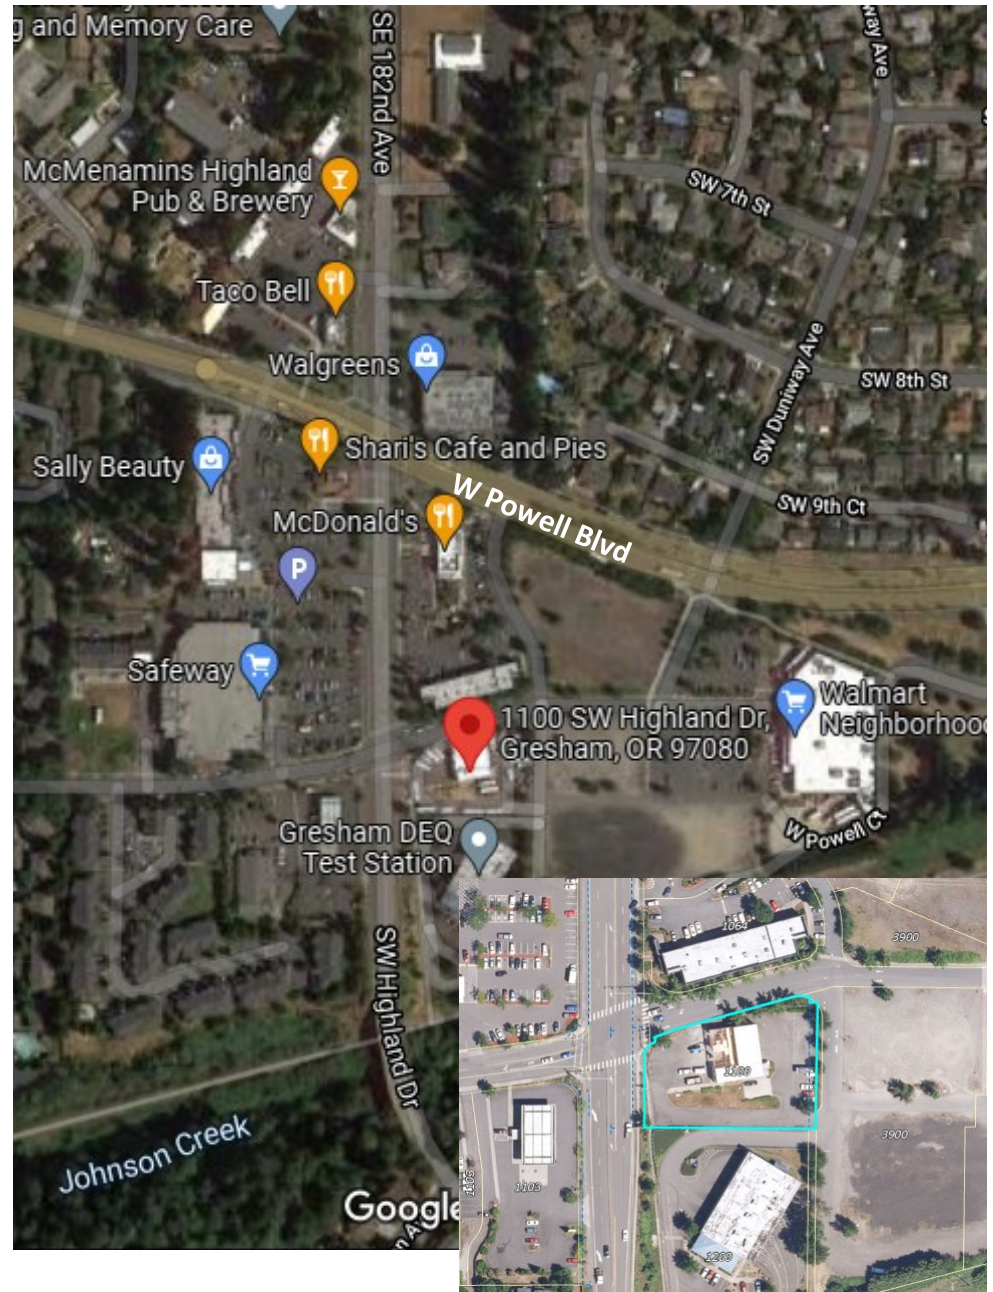 g and Memory Care
SE 182nd Ave
way Ave
McMenamins Highland
Pub & Brewery
SW 7th St
Taco Bell
Walgreens
SW Duniway Ave
SW 8th St
Shari's Cafe and Pies
Sally Beauty
W Powell Blvd
SW 9th Ct
McDonald's
P
Safeway
1100 SW Highland Dr,
Gresham, OR 97080
Walmart
Neighborhoo
Gresham DEQ
Test Station
W Powell Ct
SW Highland Dr
Johnson Creek
Google
1064
3900
1100
3900
1103
1103
1200